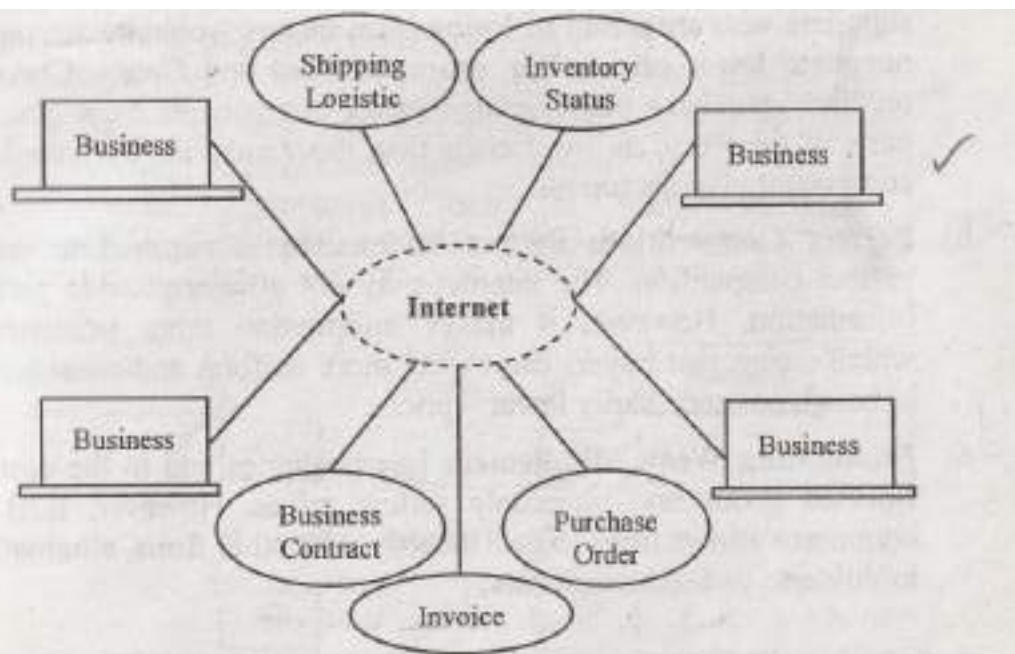 Shipping
Logistic
Inventory
Status
Business
Business
Internet
Business
Business
Business
Contract
Purchase
Order
Invoice